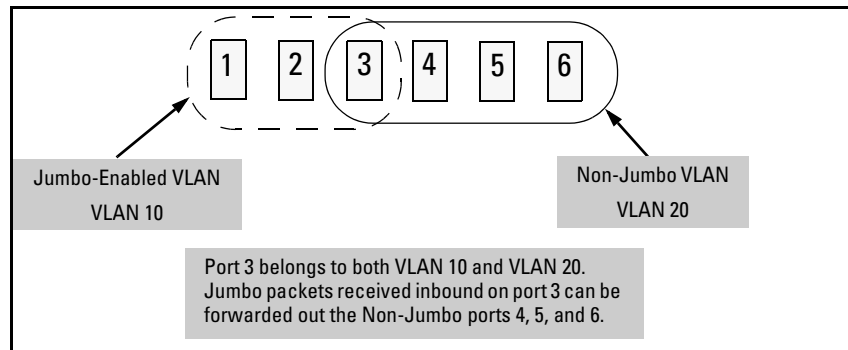 1 2 3 4 5 6
Jumbo-Enabled VLAN
VLAN 10
Non-Jumbo VLAN
VLAN 20
Port 3 belongs to both VLAN 10 and VLAN 20.
Jumbo packets received inbound on port 3 can be
forwarded out the Non-Jumbo ports 4, 5, and 6.